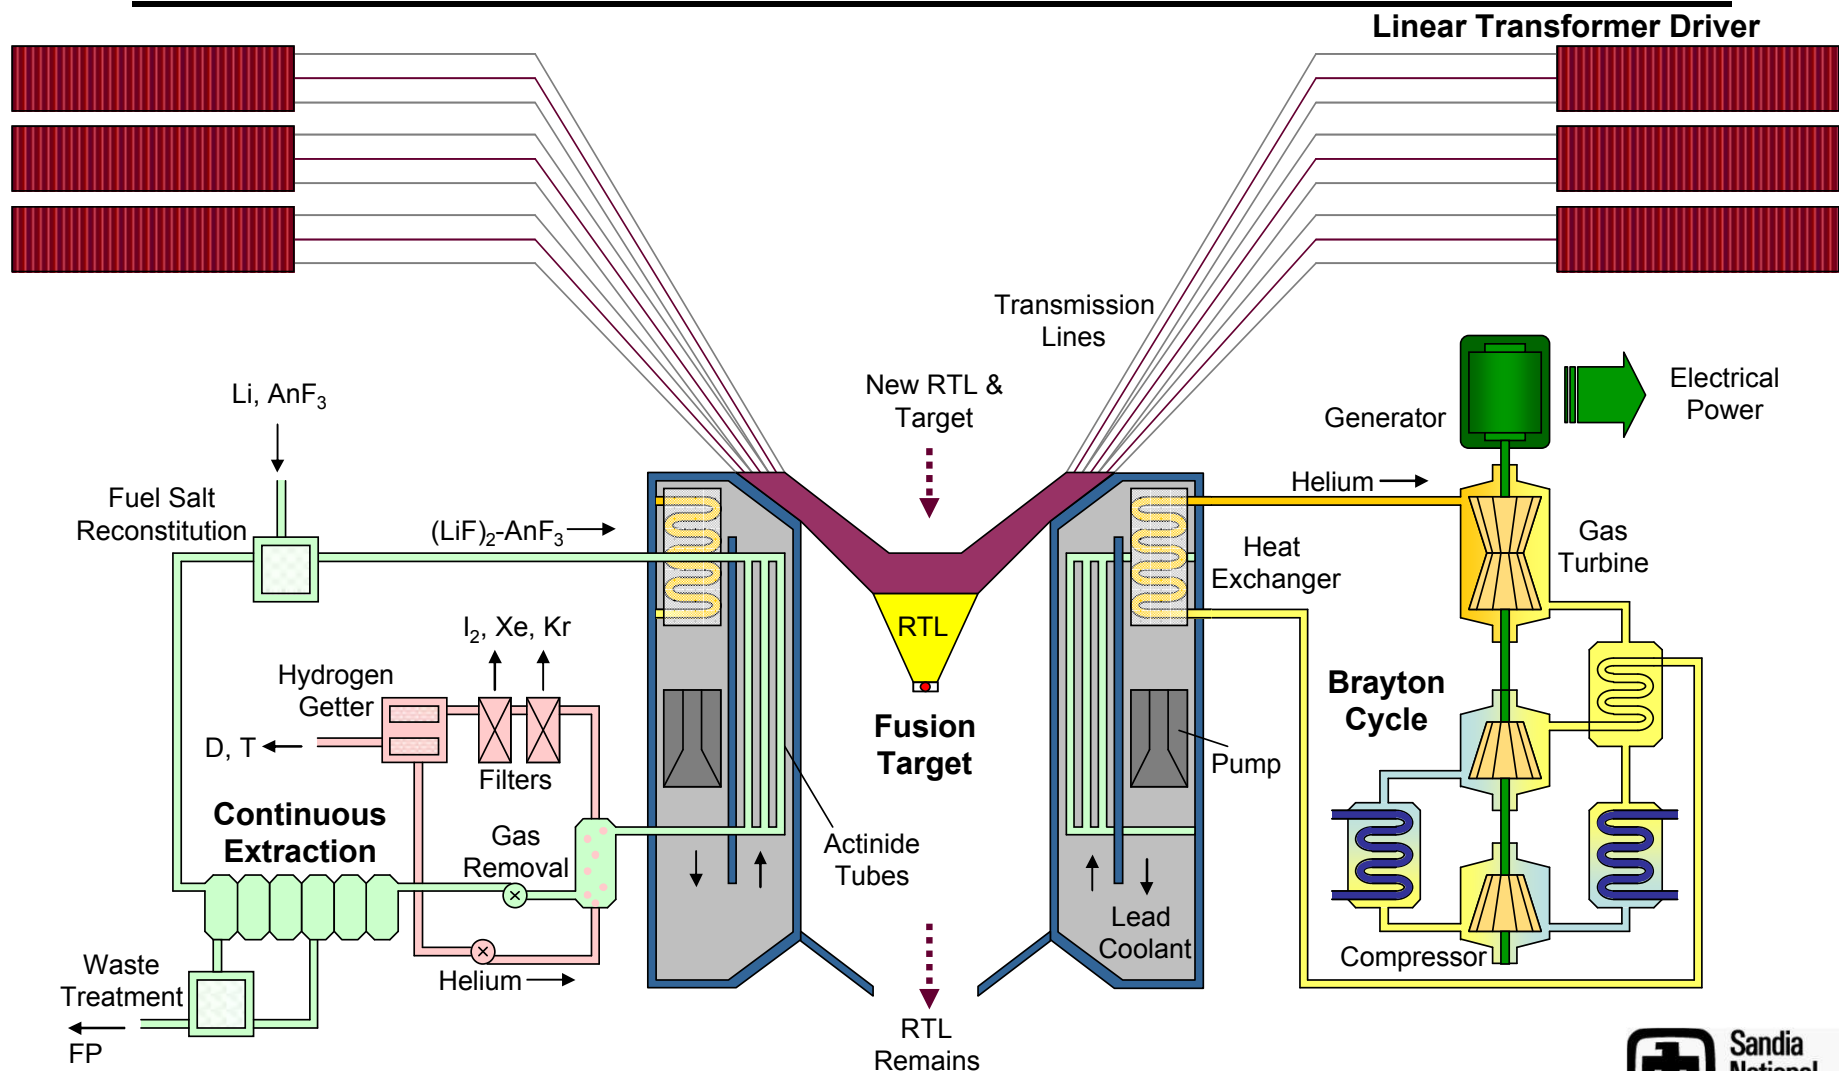 Linear Transformer Driver
Transmission
Lines
New RTL &
Target
Li, AnF₃
Fuel Salt
Reconstitution
(LiF)₂-AnF₃
I₂, Xe, Kr
Hydrogen
Getter
D, T
Filters
Continuous
Extraction
Gas
Removal
Waste
Treatment
FP
Helium
RTL
Fusion
Target
Actinide
Tubes
RTL
Remains
Lead
Coolant
Pump
Heat
Exchanger
Helium
Generator
Electrical
Power
Gas
Turbine
Brayton
Cycle
Compressor
Sandia
National